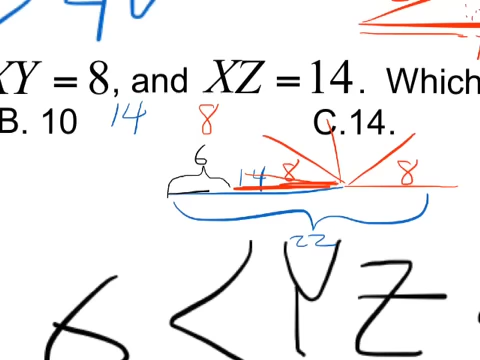 XY = 8, and XZ = 14. Which
B. 10 14 8 C.14.
6
14 8 8
22
6 < YZ